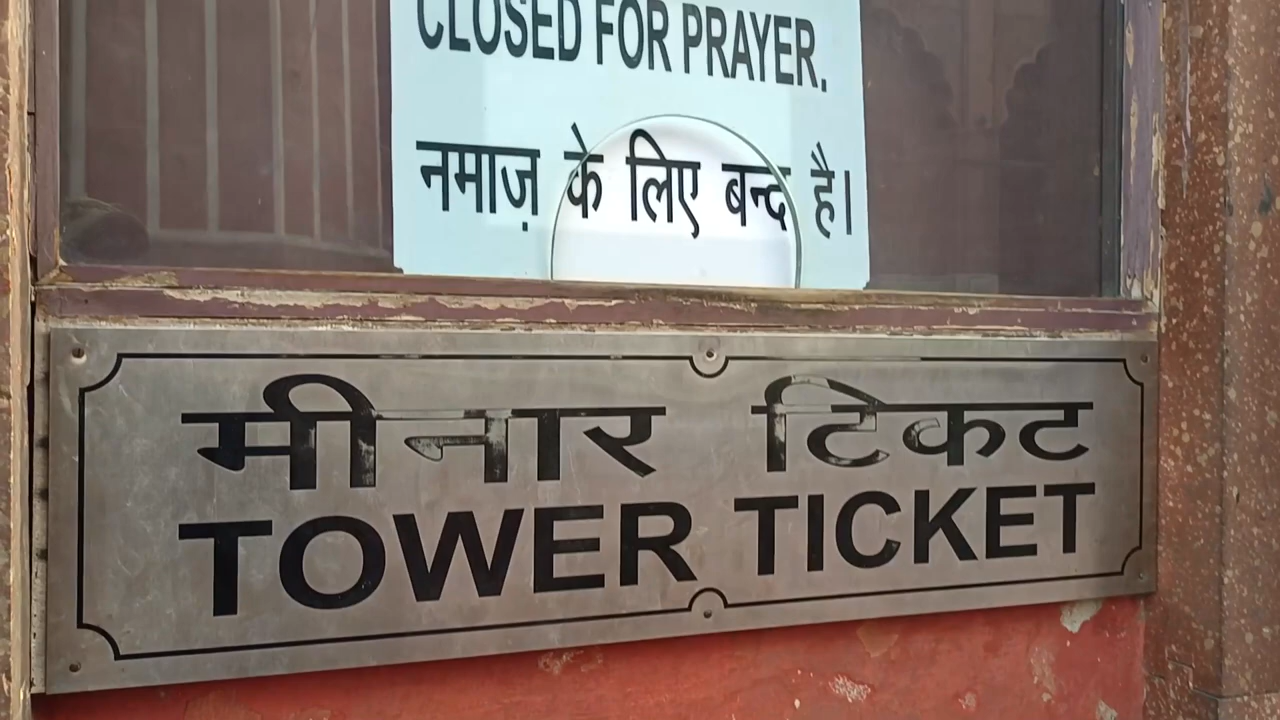 CLOSED FOR PRAYER.
नमाज़ के लिए बन्द है।
मीनार टिकट
TOWER TICKET